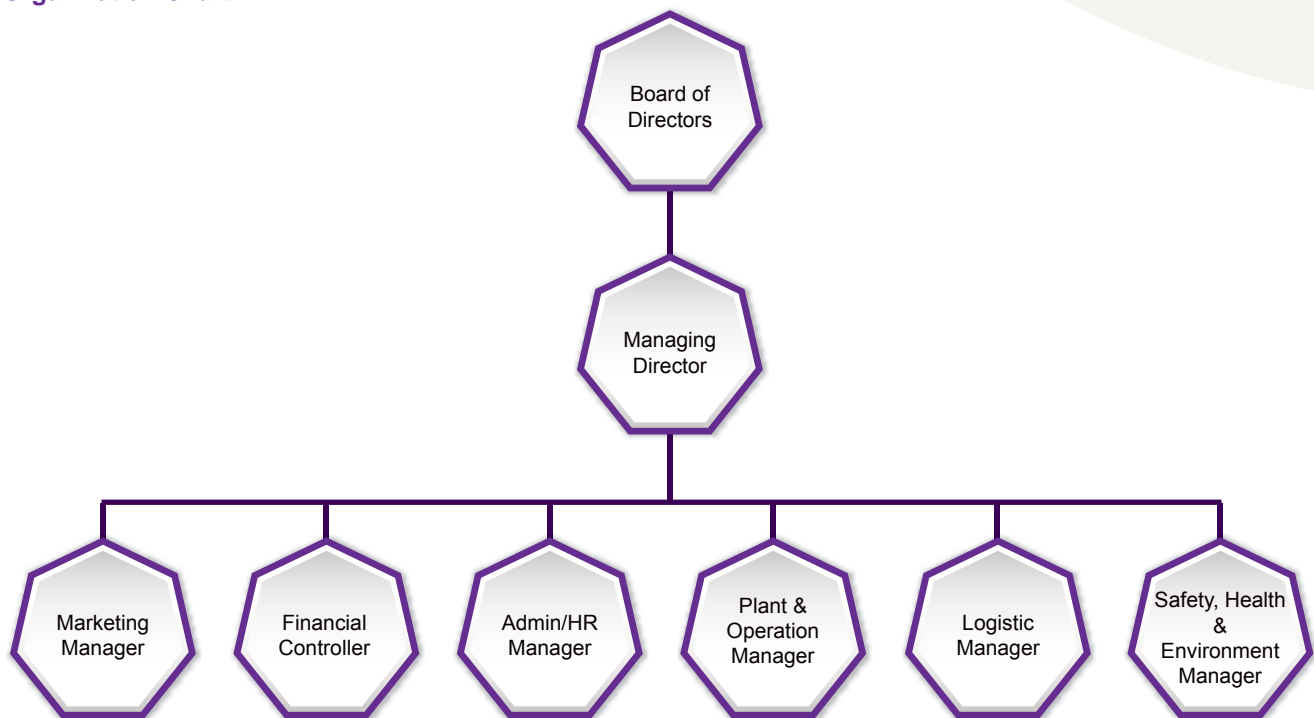 Board of
Directors
Managing
Director
Marketing
Manager
Financial
Controller
Admin/HR
Manager
Plant &
Operation
Manager
Logistic
Manager
Safety, Health
&
Environment
Manager